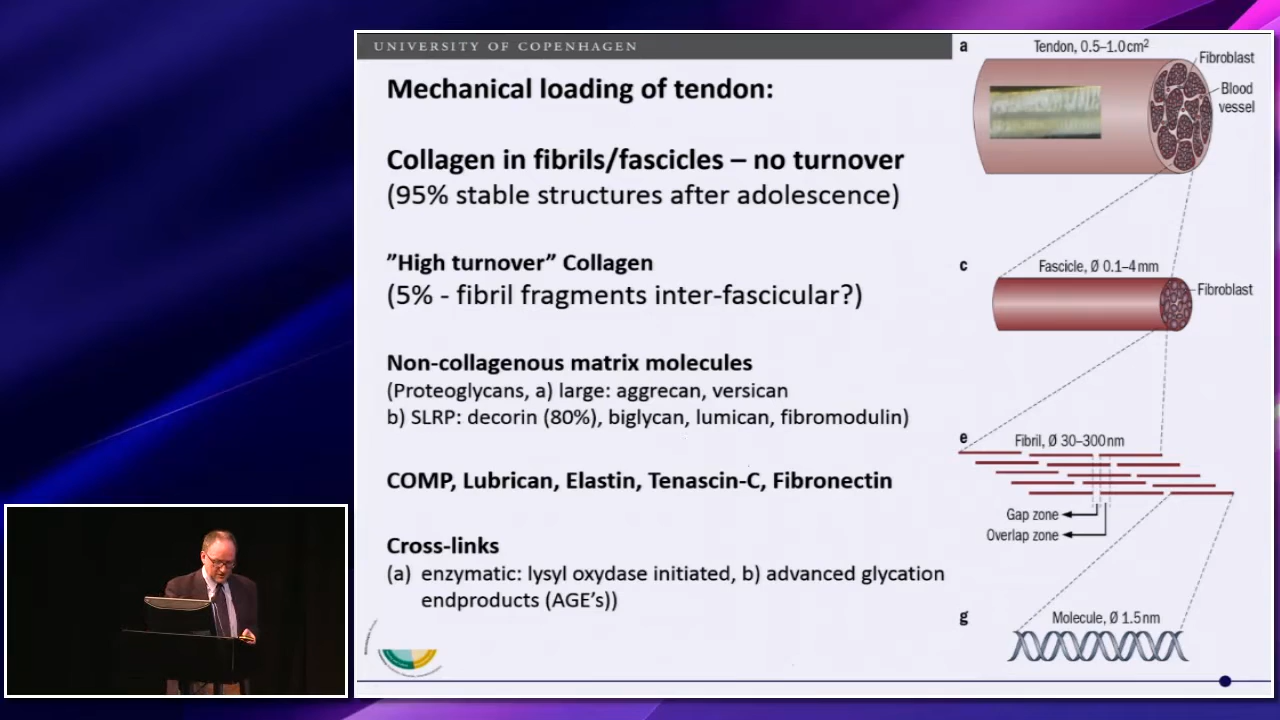 UNIVERSITY OF COPENHAGEN
Mechanical loading of tendon:
Collagen in fibrils/fascicles – no turnover
(95% stable structures after adolescence)
”High turnover” Collagen
(5% - fibril fragments inter-fascicular?)
Non-collagenous matrix molecules
(Proteoglycans, a) large: aggrecan, versican
b) SLRP: decorin (80%), biglycan, lumican, fibromodulin)
COMP, Lubrican, Elastin, Tenascin-C, Fibronectin
Cross-links
(a) enzymatic: lysyl oxydase initiated, b) advanced glycation
endproducts (AGE’s))
a
Tendon, 0.5–1.0 cm²
Fibroblast
Blood
vessel
c
Fascicle, Ø 0.1–4 mm
Fibroblast
e
Fibril, Ø 30–300 nm
Gap zone
Overlap zone
g
Molecule, Ø 1.5 nm